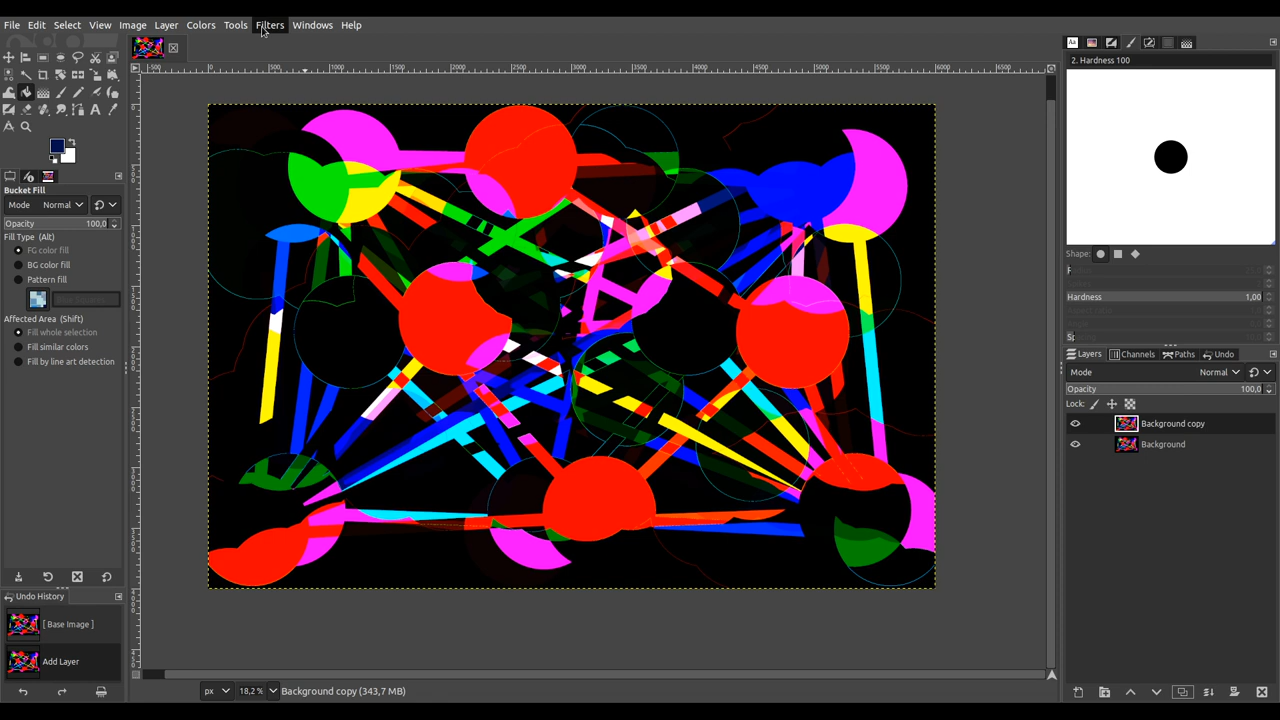 File Edit Select View Image Layer Colors Tools Filters Windows Help
Bucket Fill
Mode Normal
Opacity 100,0
Fill Type (Alt)
FG color fill
BG color fill
Pattern fill
Affected Area (Shift)
Fill whole selection
Fill similar colors
Fill by line art detection
Undo History
[ Base Image ]
Add Layer
px 18,2 % Background copy (343,7 MB)
2. Hardness 100
Shape:
Hardness 1,00
Layers Channels Paths Undo
Mode Normal
Opacity 100,0
Lock:
Background copy
Background